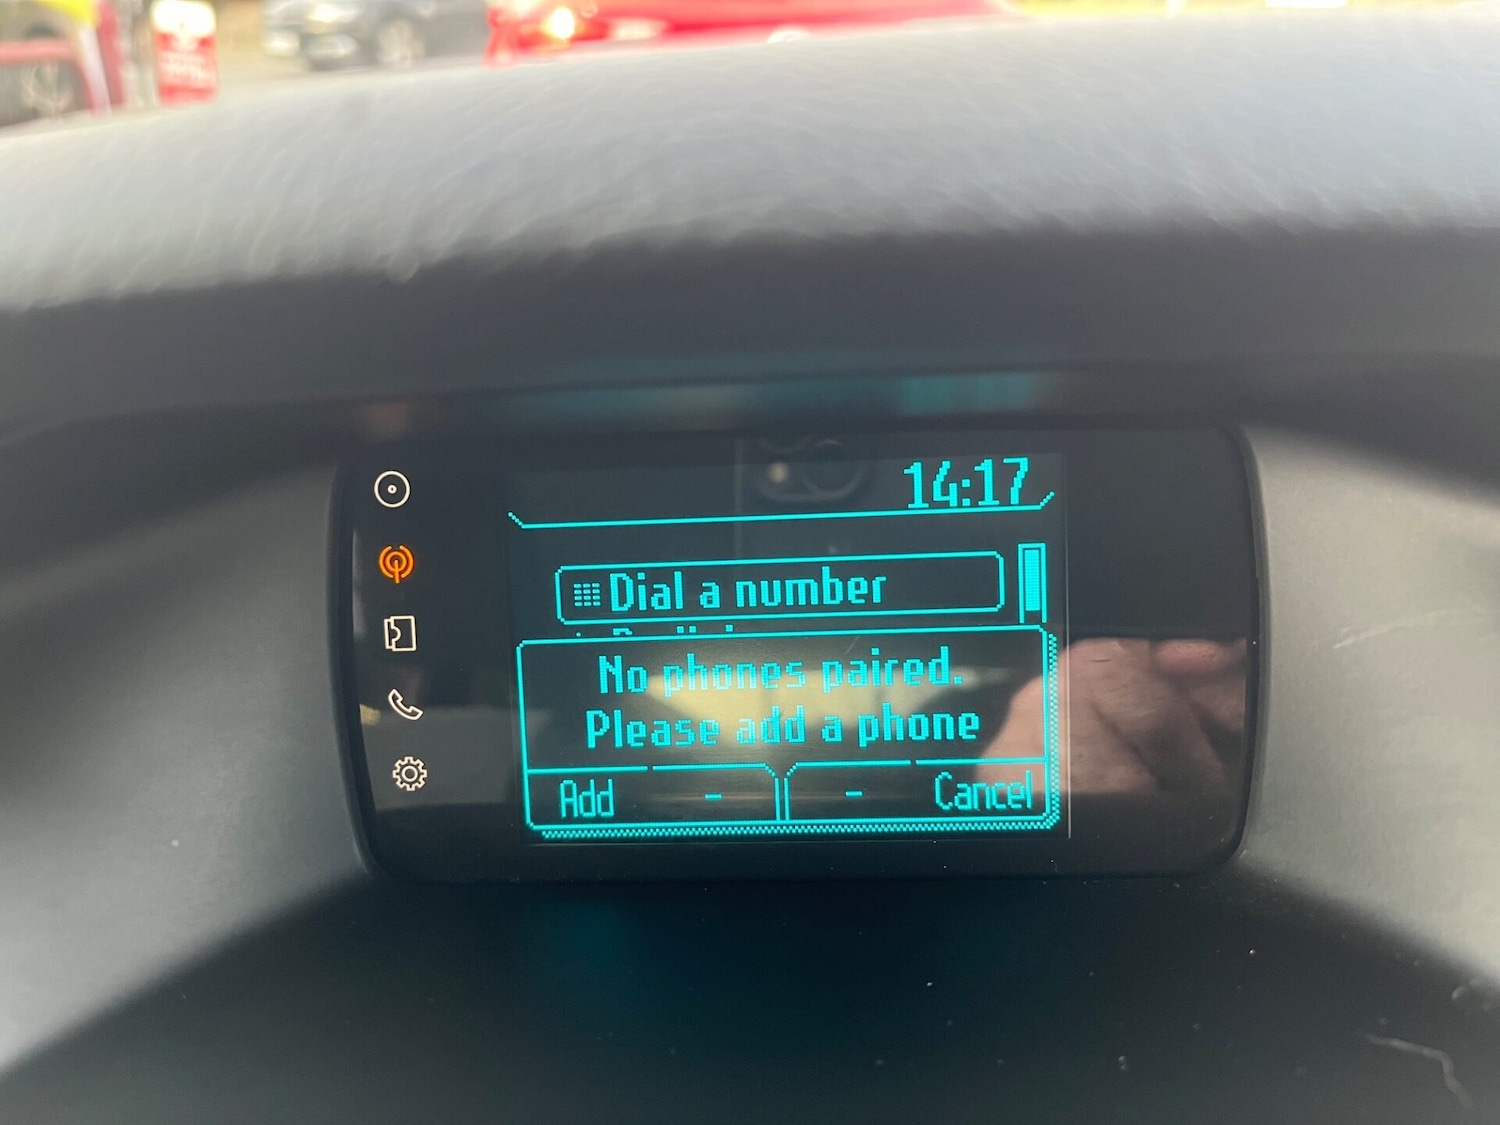 14:17
Dial a number
No phones paired.
Please add a phone
Add - - Cancel